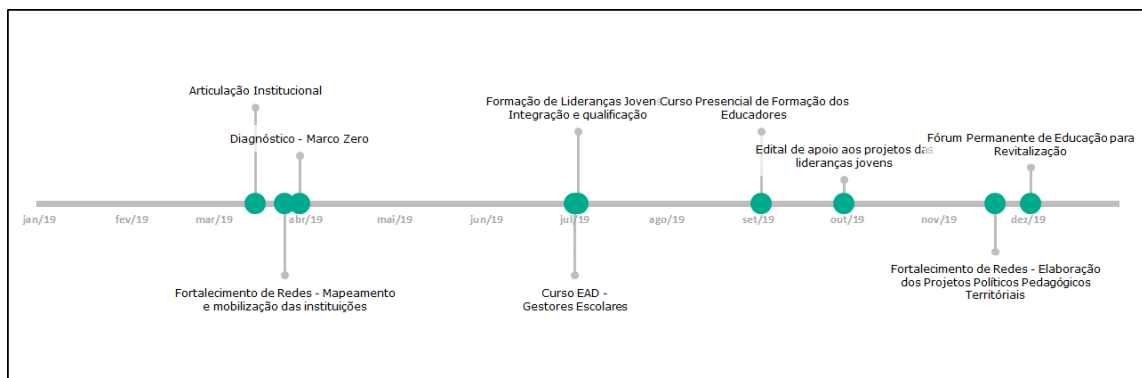 Articulação Institucional
Diagnóstico - Marco Zero
Formação de Lideranças Jovens
Integração e qualificação
Curso Presencial de Formação dos
Educadores
Edital de apoio aos projetos das
lideranças jovens
Fórum Permanente de Educação para
Revitalização
jan/19 fev/19 mar/19 abr/19 mai/19 jun/19 jul/19 ago/19 set/19 out/19 nov/19 dez/19
Fortalecimento de Redes - Mapeamento
e mobilização das instituições
Curso EAD -
Gestores Escolares
Fortalecimento de Redes - Elaboração
dos Projetos Políticos Pedagógicos
Territóriais